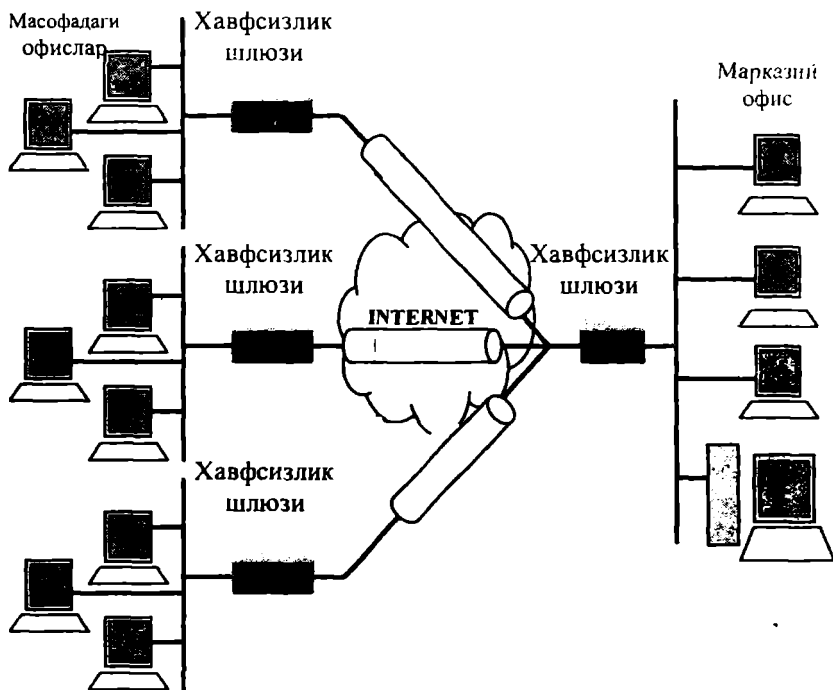 Масофадаги
офислар
Хавфсизлик
шлюзи
Марказий
офис
Хавфсизлик
шлюзи
Хавфсизлик
шлюзи
INTERNET
Хавфсизлик
шлюзи